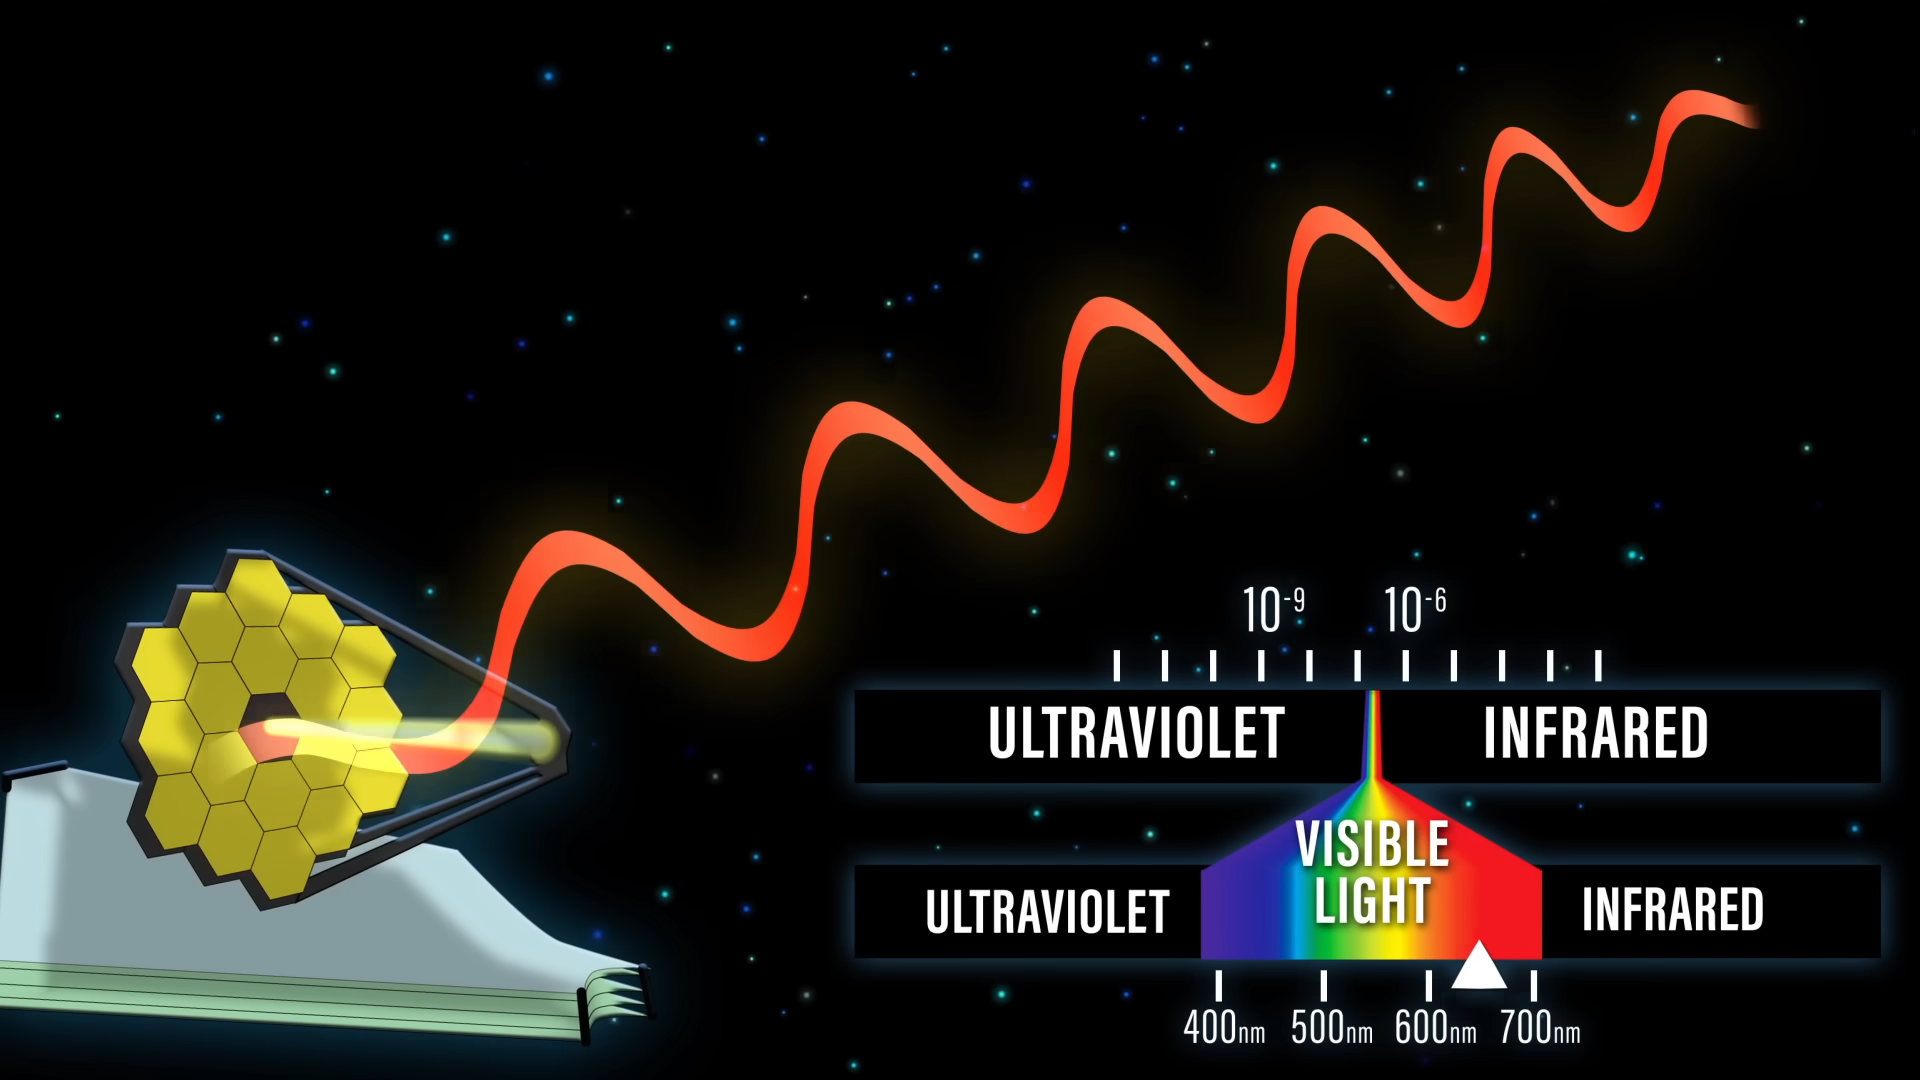 10-9 10-6
ULTRAVIOLET INFRARED
VISIBLE
LIGHT
ULTRAVIOLET INFRARED
400nm 500nm 600nm 700nm